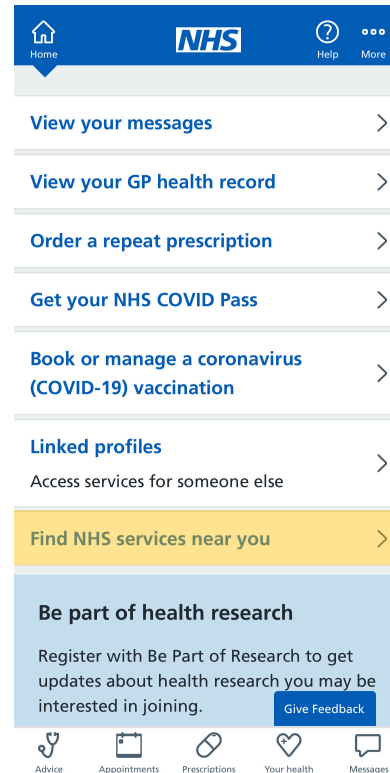 NHS
Home
Help
More
View your messages
View your GP health record
Order a repeat prescription
Get your NHS COVID Pass
Book or manage a coronavirus
(COVID-19) vaccination
Linked profiles
Access services for someone else
Find NHS services near you
Be part of health research
Register with Be Part of Research to get
updates about health research you may be
interested in joining.
Give Feedback
Advice
Appointments
Prescriptions
Your health
Messages